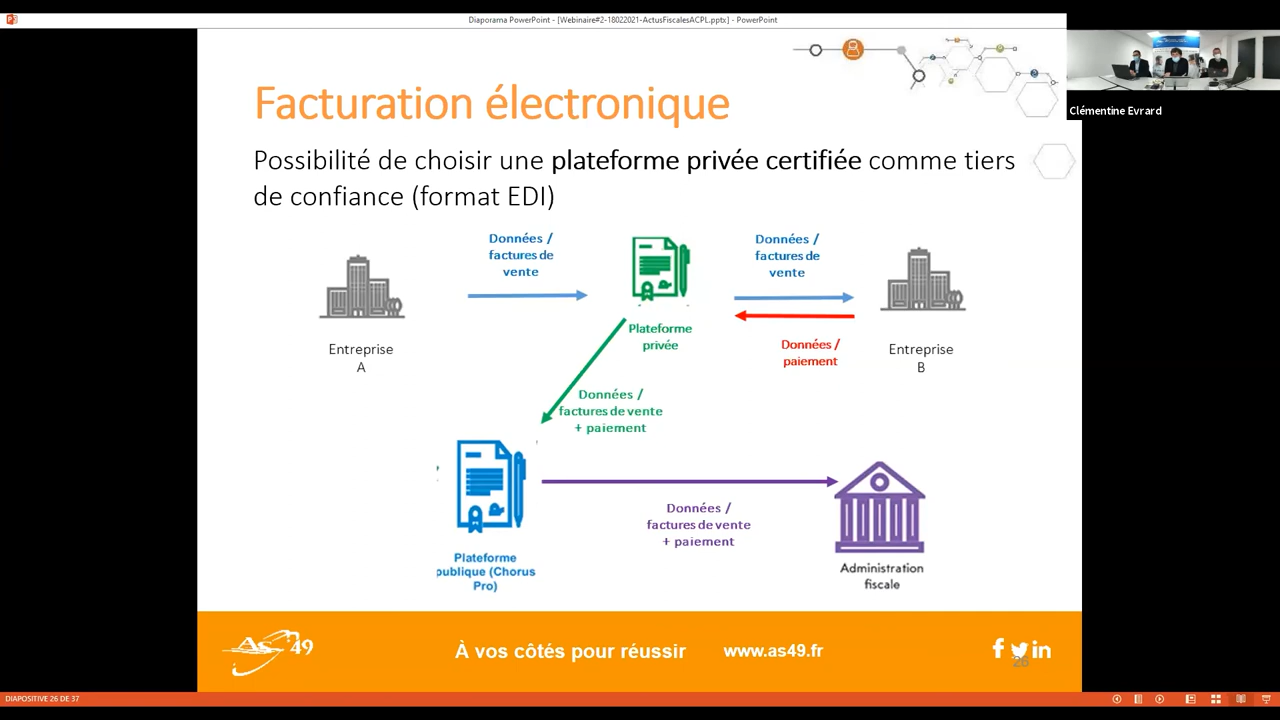 Diaporama PowerPoint - [Webinaire#2-18022021-ActusFiscalesACPL.pptx] - PowerPoint
Clémentine Evrard
Facturation électronique
Possibilité de choisir une plateforme privée certifiée comme tiers
de confiance (format EDI)
Données /
factures de
vente
Données /
factures de
vente
Plateforme
privée
Données /
paiement
Entreprise
A
Entreprise
B
Données /
factures de vente
+ paiement
Données /
factures de vente
+ paiement
Plateforme
publique (Chorus
Pro)
Administration
fiscale
As 49
À vos côtés pour réussir
www.as49.fr
26
DIAPOSITIVE 26 DE 37